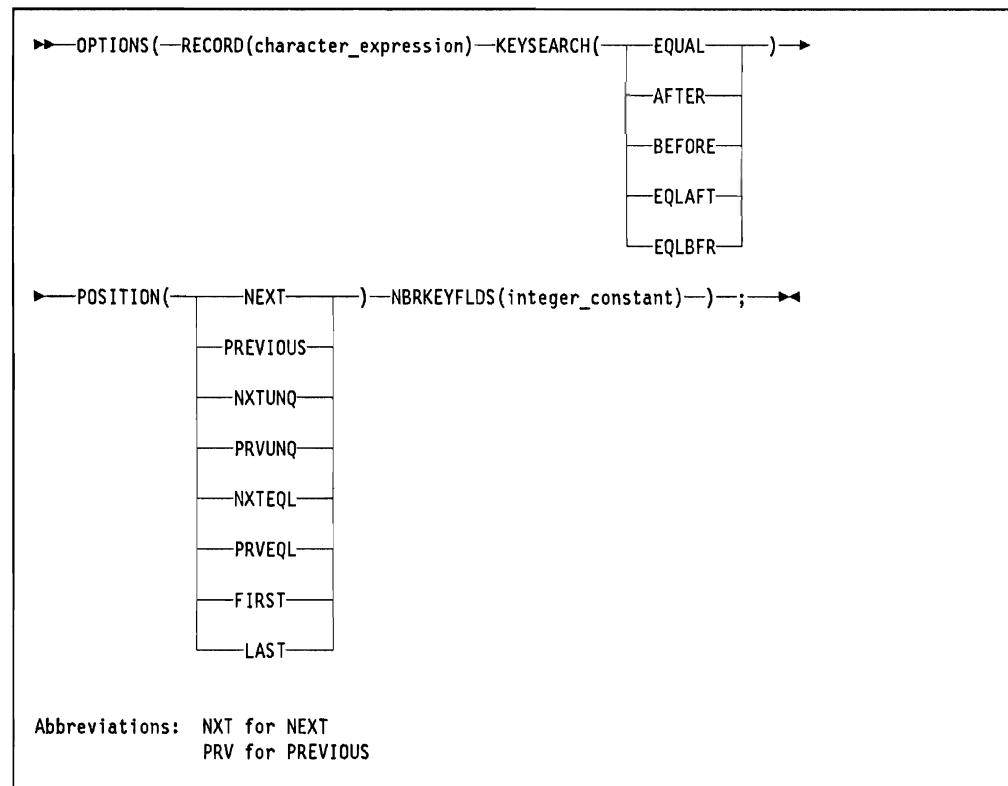 OPTIONS(—RECORD(character_expression)—KEYSEARCH(—EQUAL—)
AFTER
BEFORE
EQLAFT
EQLBFR
POSITION(—NEXT—)—NBRKEYFLDS(integer_constant)—)—;
PREVIOUS
NXTUNQ
PRVUNQ
NXTEQL
PRVEQL
FIRST
LAST
Abbreviations: NXT for NEXT
PRV for PREVIOUS